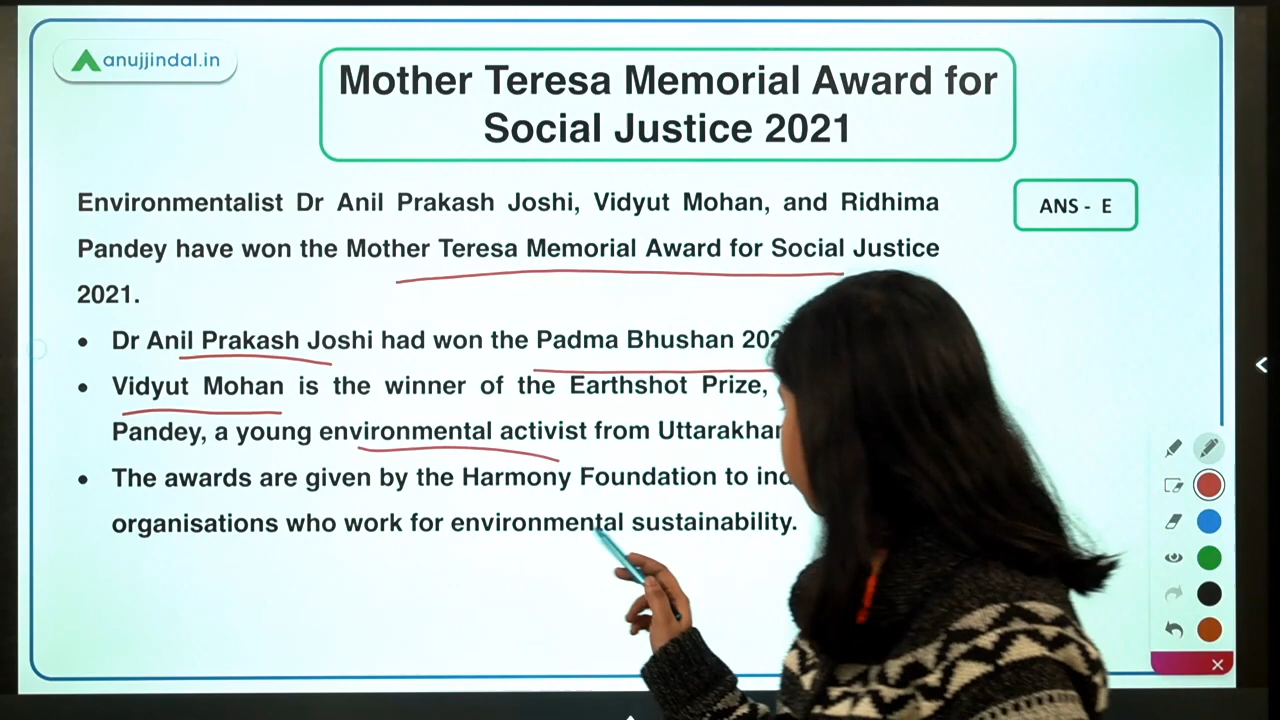 anujjindal.in
Mother Teresa Memorial Award for
Social Justice 2021
Environmentalist Dr Anil Prakash Joshi, Vidyut Mohan, and Ridhima
ANS - E
Pandey have won the Mother Teresa Memorial Award for Social Justice
2021.
• Dr Anil Prakash Joshi had won the Padma Bhushan
• Vidyut Mohan is the winner of the Earthshot Prize,
Pandey, a young environmental activist from
• The awards are given by the Harmony Foundation to
organisations who work for environmental sustainability.